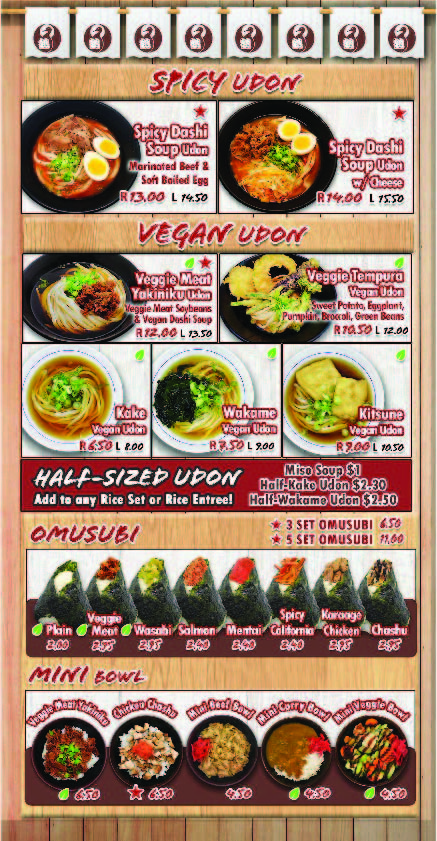 SPICY UDON
Spicy Dashi
Soup Udon
Marinated Beef &
Soft Boiled Egg
R 13.00 L 14.50
Spicy Dashi
Soup Udon
w/ Cheese
R 14.00 L 15.50
VEGAN UDON
Veggie Meat
Yakiniku Udon
Veggie Meat Soybeans
& Vegan Dashi Soup
R 12.00 L 13.50
Veggie Tempura
Vegan Udon
Sweet Potato, Eggplant,
Pumpkin, Brocoli, Green Beans
R 10.50 L 12.00
Kake
Vegan Udon
R 6.50 L 8.00
Wakame
Vegan Udon
R 7.50 L 9.00
Kitsune
Vegan Udon
R 9.00 L 10.50
HALF-SIZED UDON
Add to any Rice Set or Rice Entree!
Miso Soup $1
Half-Kake Udon $2.30
Half-Wakame Udon $2.50
OMUSUBI
3 SET OMUSUBI 6.50
5 SET OMUSUBI 11.00
Plain
2.00
Veggie
Meat
2.75
Wasabi
2.75
Salmon
2.40
Mentai
2.40
Spicy
California
2.40
Karaage
Chicken
2.75
Chashu
2.75
MINI BOWL
Veggie Meat Yakiniku
6.50
Chicken Chashu
6.50
Mini Beef Bowl
4.50
Mini Curry Bowl
4.50
Mini Veggie Bowl
4.50